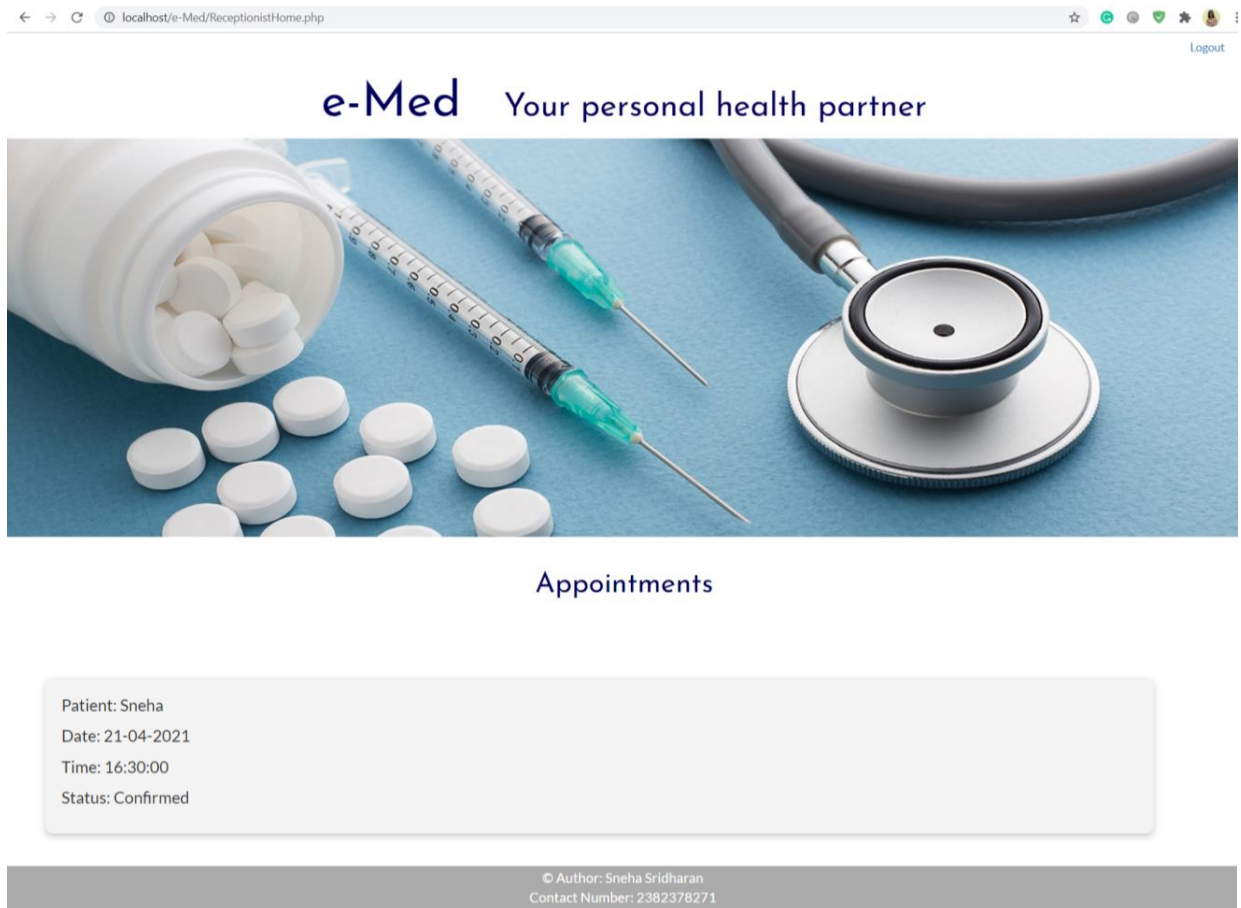 localhost/e-Med/ReceptionistHome.php
Logout
e-Med Your personal health partner
Appointments
Patient: Sneha
Date: 21-04-2021
Time: 16:30:00
Status: Confirmed
© Author: Sneha Sridharan
Contact Number: 2382378271